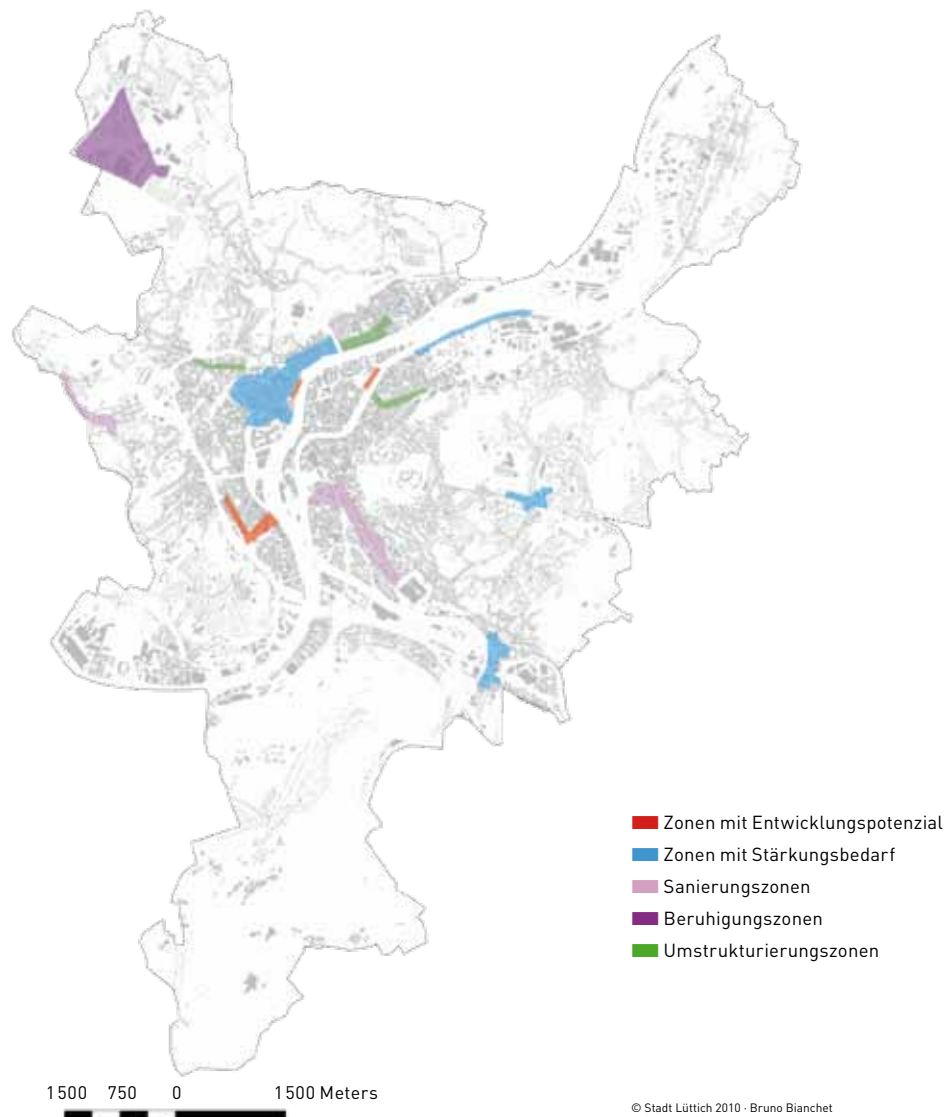 Zonen mit Entwicklungspotenzial
Zonen mit Stärkungsbedarf
Sanierungszonen
Beruhigungszonen
Umstrukturierungszonen
1500 750 0 1500 Meters
© Stadt Lüttich 2010 · Bruno Bianchet